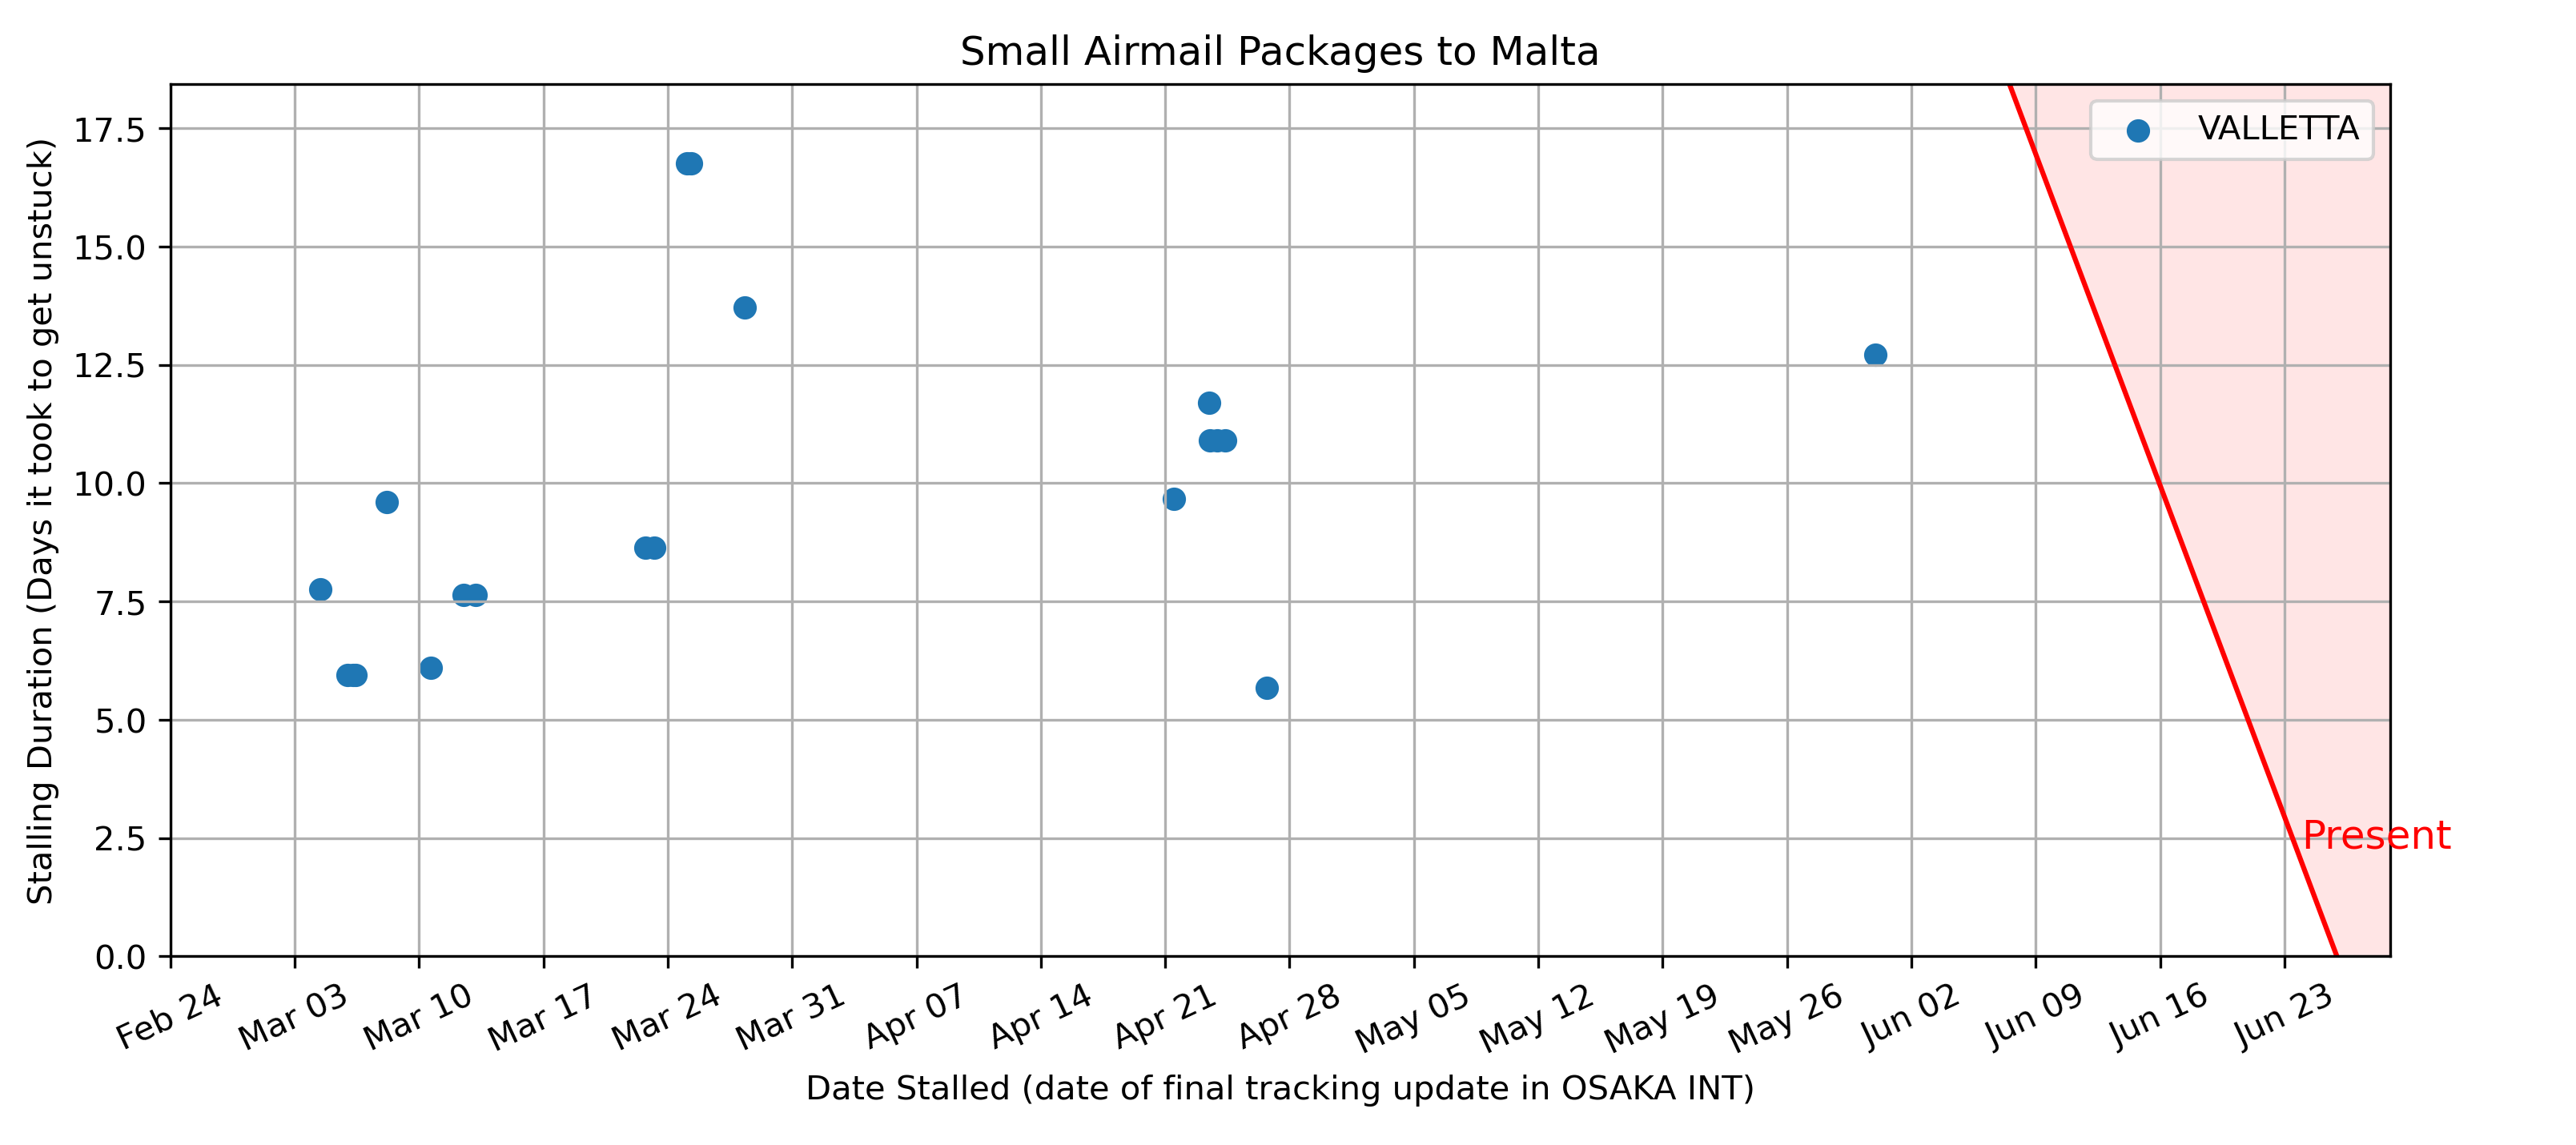 Small Airmail Packages to Malta
Stalling Duration (Days it took to get unstuck)
17.5
15.0
12.5
10.0
7.5
5.0
2.5
0.0
VALLETTA
Present
Feb 24 Mar 03 Mar 10 Mar 17 Mar 24 Mar 31 Apr 07 Apr 14 Apr 21 Apr 28 May 05 May 12 May 19 May 26 Jun 02 Jun 09 Jun 16 Jun 23
Date Stalled (date of final tracking update in OSAKA INT)